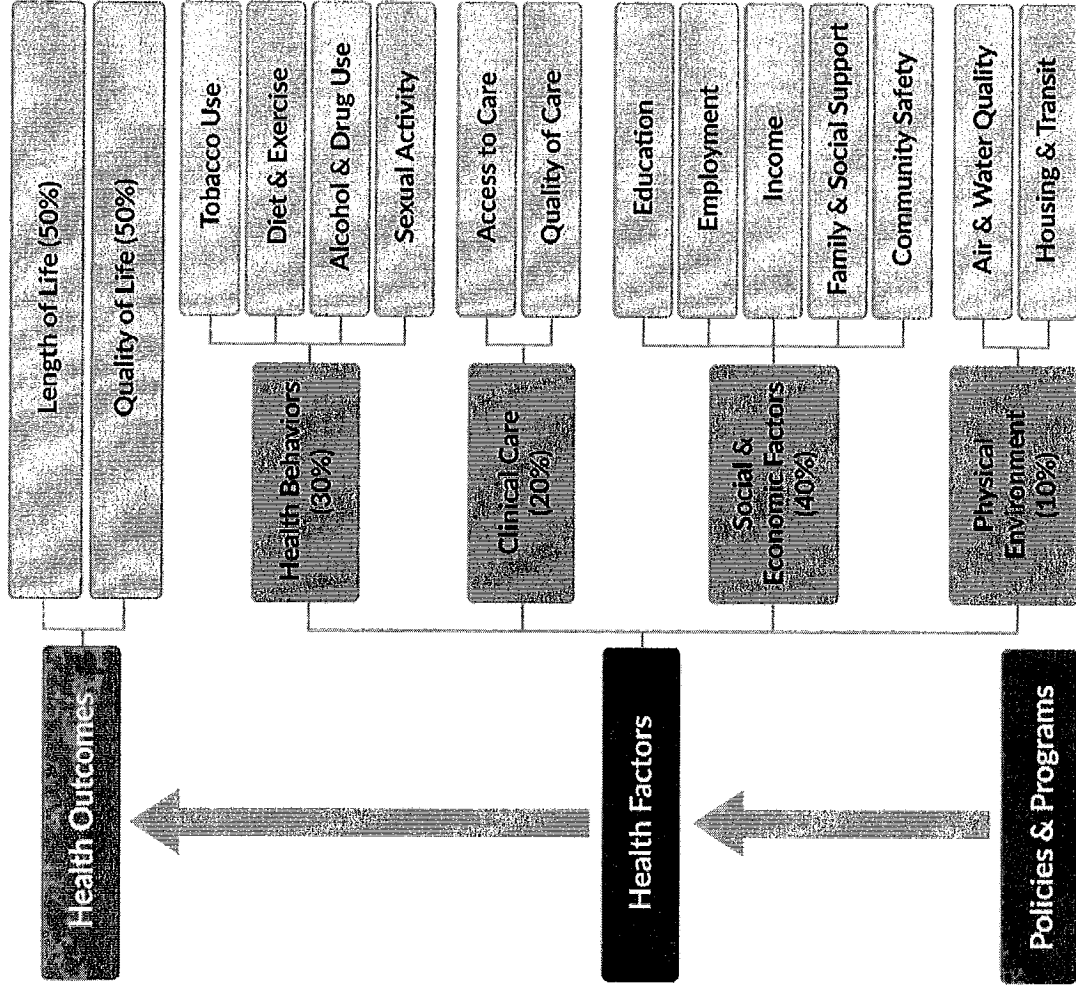 Health Outcomes
Length of Life (50%)
Quality of Life (50%)
Health Factors
Health Behaviors
(30%)
Tobacco Use
Diet & Exercise
Alcohol & Drug Use
Sexual Activity
Clinical Care
(20%)
Access to Care
Quality of Care
Social &
Economic Factors
(40%)
Education
Employment
Income
Family & Social Support
Community Safety
Physical
Environment
(10%)
Air & Water Quality
Housing & Transit
Policies & Programs